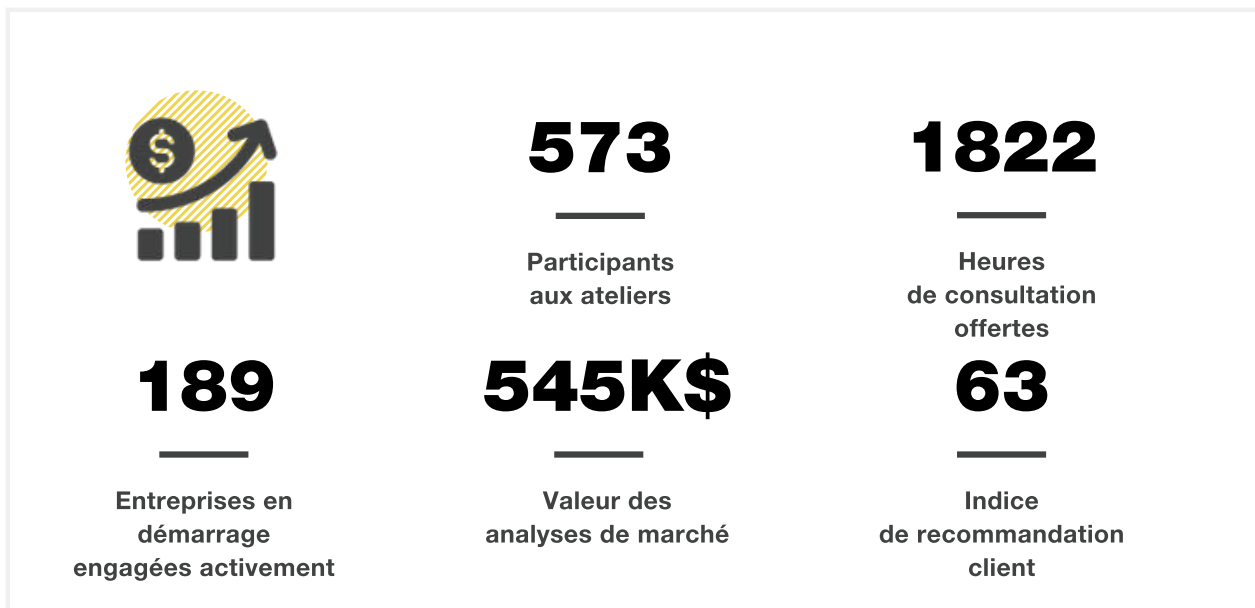 573
Participants
aux ateliers
1822
Heures
de consultation
offertes
189
Entreprises en
démarrage
engagées activement
545K$
Valeur des
analyses de marché
63
Indice
de recommandation
client